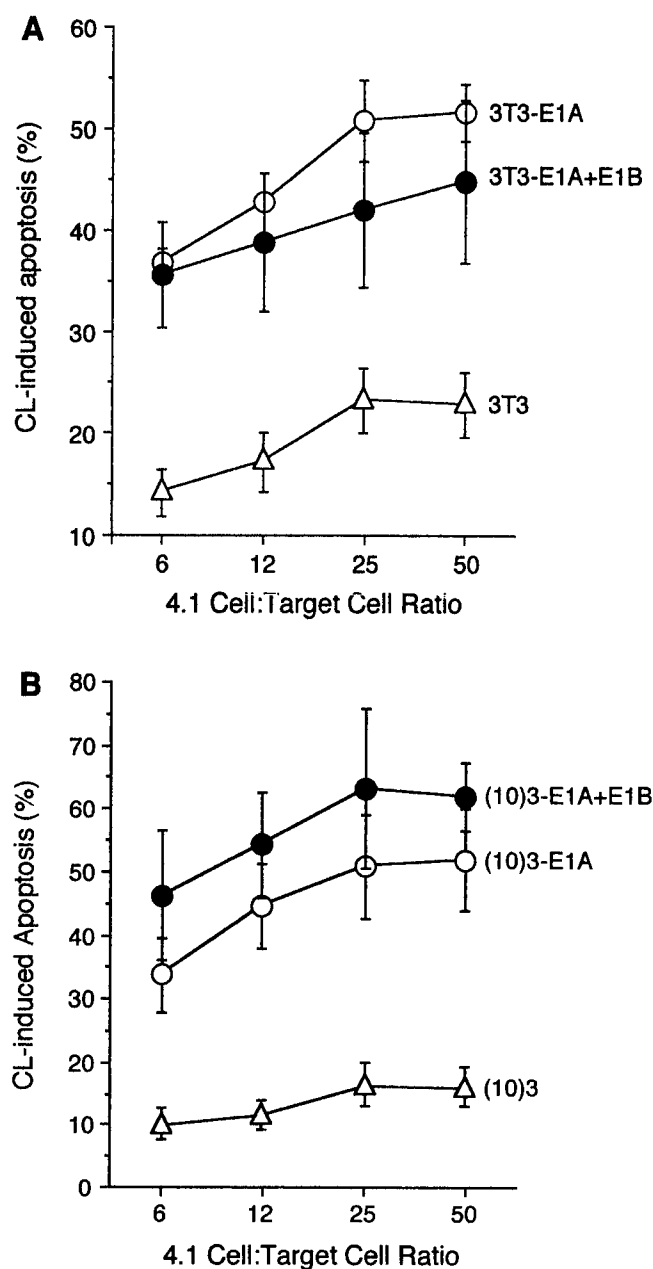 A
60
50
40
30
20
10
CL-induced apoptosis (%)
3T3-E1A
3T3-E1A+E1B
3T3
6 12 25 50
4.1 Cell:Target Cell Ratio
B
80
70
60
50
40
30
20
10
0
CL-induced Apoptosis (%)
(10)3-E1A+E1B
(10)3-E1A
(10)3
6 12 25 50
4.1 Cell:Target Cell Ratio